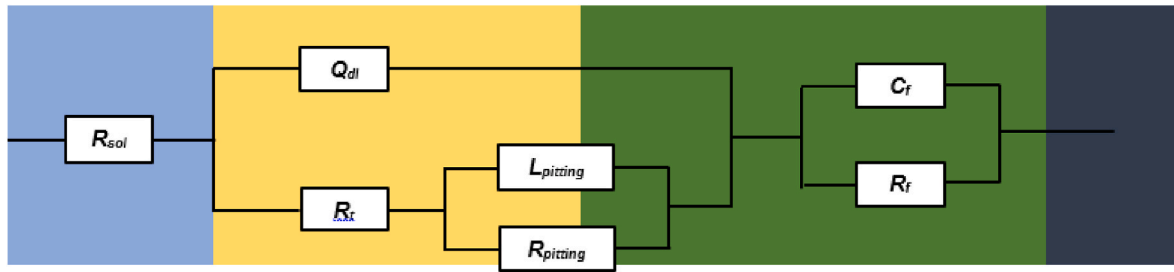 Qdl
Cf
Rsol
Lpitting
Rt
Rf
Rpitting